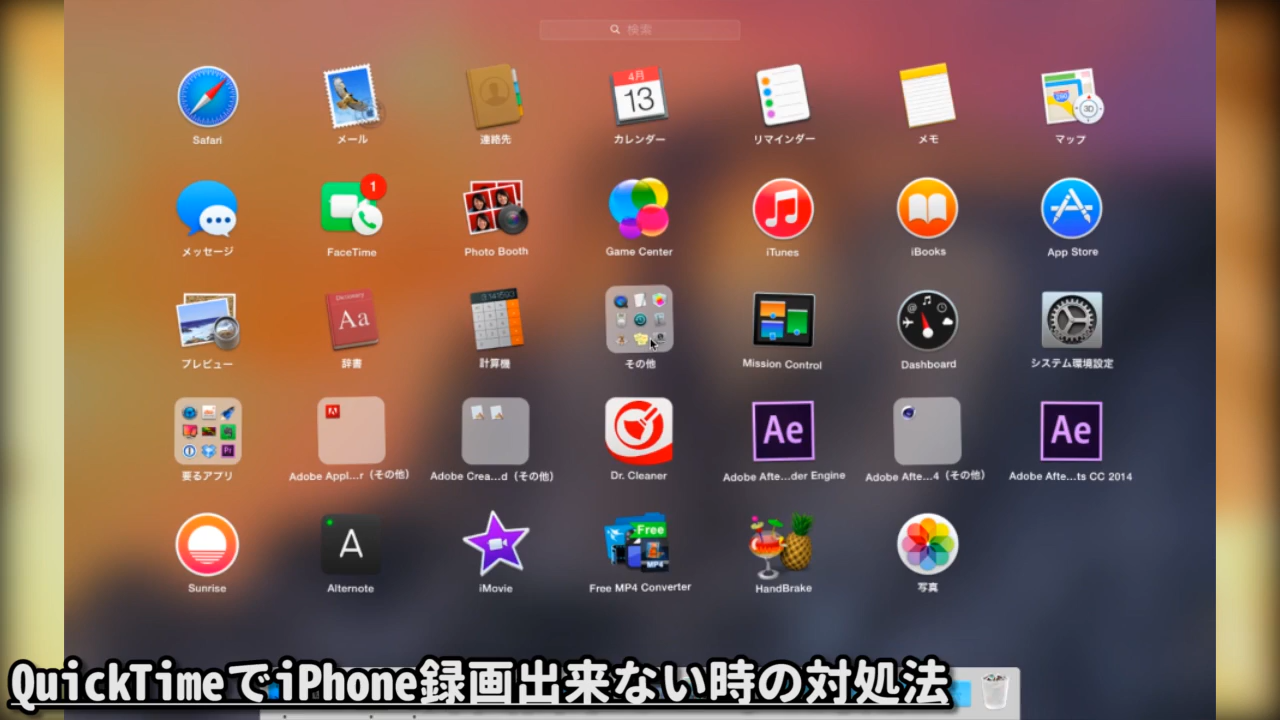 検索
Safari
メール
連絡先
4月
13
カレンダー
リマインダー
メモ
3D
マップ
メッセージ
1
FaceTime
Photo Booth
Game Center
iTunes
iBooks
App Store
プレビュー
Dictionary
Aa
辞書
計算機
その他
Mission Control
Dashboard
システム環境設定
要るアプリ
Adobe Appl...r（その他）
Adobe Crea...d（その他）
Dr. Cleaner
Ae
Adobe Afte...der Engine
Adobe Afte...4（その他）
Ae
Adobe Afte...ts CC 2014
Sunrise
A
Alternote
iMovie
Free
MP4
Free MP4 Converter
HandBrake
写真
QuickTimeでiPhone録画出来ない時の対処法